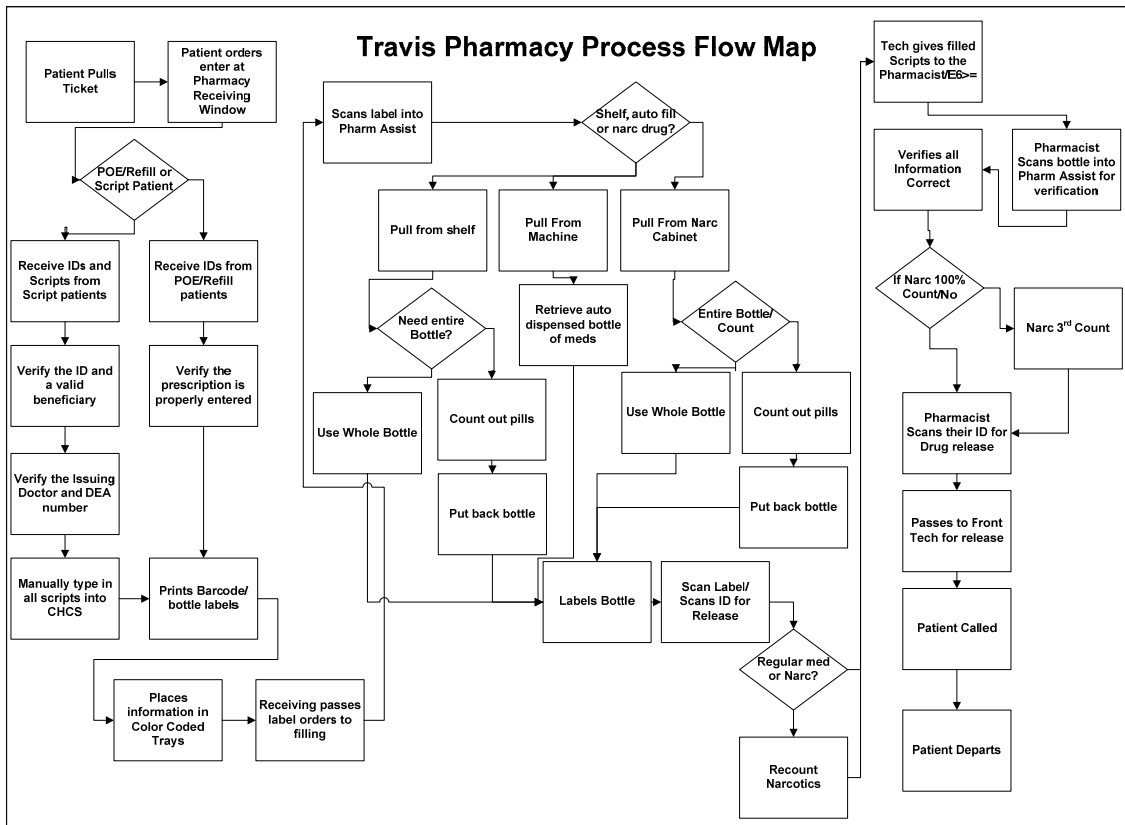 Travis Pharmacy Process Flow Map
Patient Pulls
Ticket
Patient orders
enter at
Pharmacy
Receiving
Window
POE/Refill or
Script Patient
Receive IDs and
Scripts from
Script patients
Receive IDs from
POE/Refill
patients
Verify the ID and
a valid
beneficiary
Verify the
prescription is
properly entered
Verify the Issuing
Doctor and DEA
number
Manually type in
all scripts into
CHCS
Prints Barcode/
bottle labels
Places
information in
Color Coded
Trays
Receiving passes
label orders to
filling
Scans label into
Pharm Assist
Shelf, auto fill
or narc drug?
Pull from shelf
Pull From
Machine
Pull From Narc
Cabinet
Need entire
Bottle?
Retrieve auto
dispensed bottle
of meds
Entire Bottle/
Count
Use Whole Bottle
Count out pills
Put back bottle
Use Whole Bottle
Count out pills
Put back bottle
Labels Bottle
Scan Label/
Scans ID for
Release
Regular med
or Narc?
Recount
Narcotics
Tech gives filled
Scripts to the
Pharmacist/E6>=
Pharmacist
Scans bottle into
Pharm Assist for
verification
Verifies all
Information
Correct
If Narc 100%
Count/No
Narc 3rd Count
Pharmacist
Scans their ID for
Drug release
Passes to Front
Tech for release
Patient Called
Patient Departs